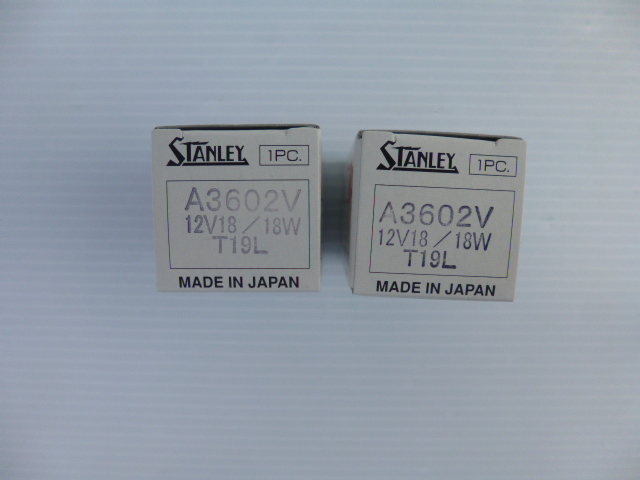 STANLEY 1PC.
A3602V
12V18/18W
T19L
MADE IN JAPAN
STANLEY 1PC.
A3602V
12V18/18W
T19L
MADE IN JAPAN